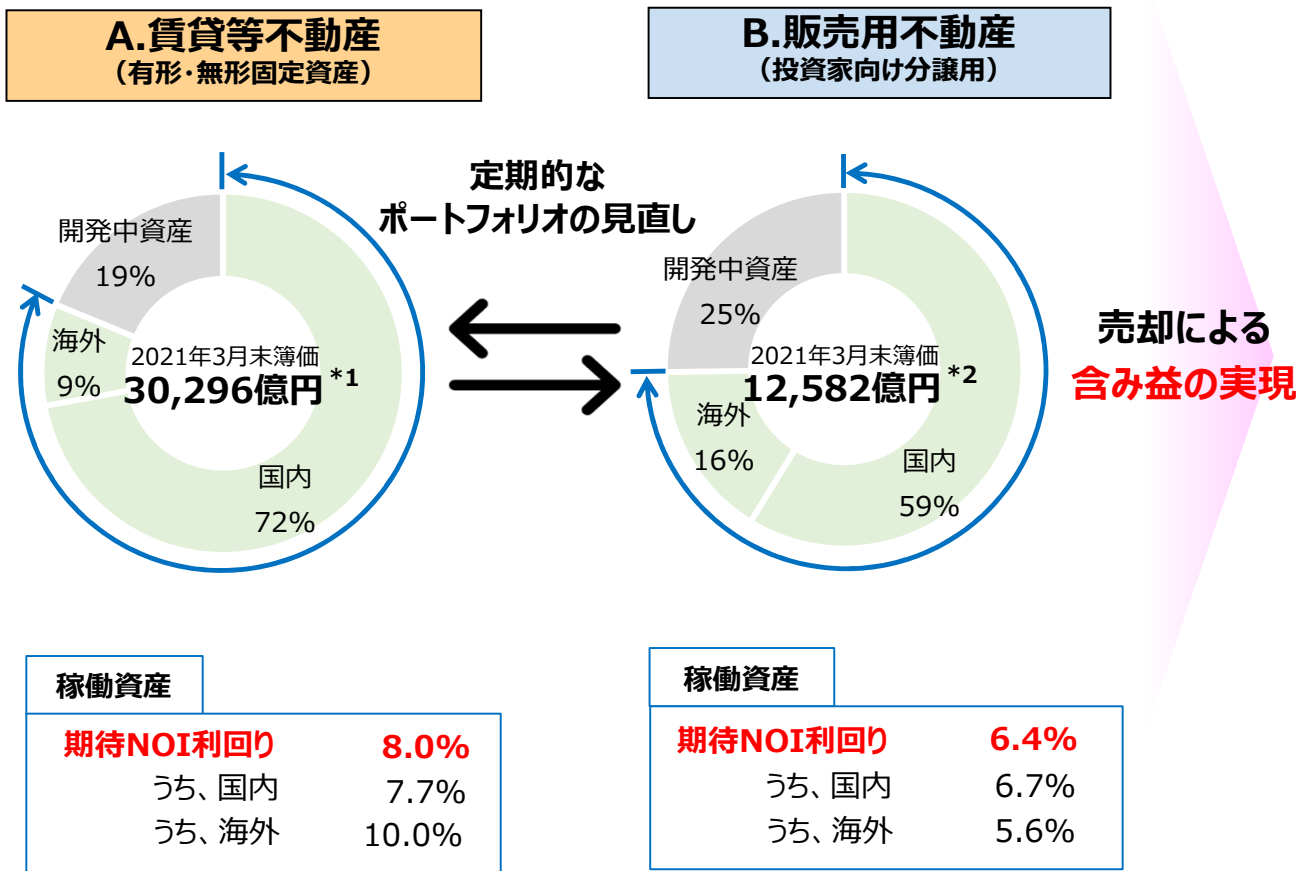 A.賃貸等不動産
（有形・無形固定資産）
B.販売用不動産
（投資家向け分譲用）
定期的な
ポートフォリオの見直し
開発中資産
19%
海外
9%
2021年3月末簿価
30,296億円 *1
国内
72%
開発中資産
25%
2021年3月末簿価
12,582億円 *2
海外
16%
国内
59%
売却による
含み益の実現
稼働資産
期待NOI利回り 8.0%
うち、国内 7.7%
うち、海外 10.0%
稼働資産
期待NOI利回り 6.4%
うち、国内 6.7%
うち、海外 5.6%